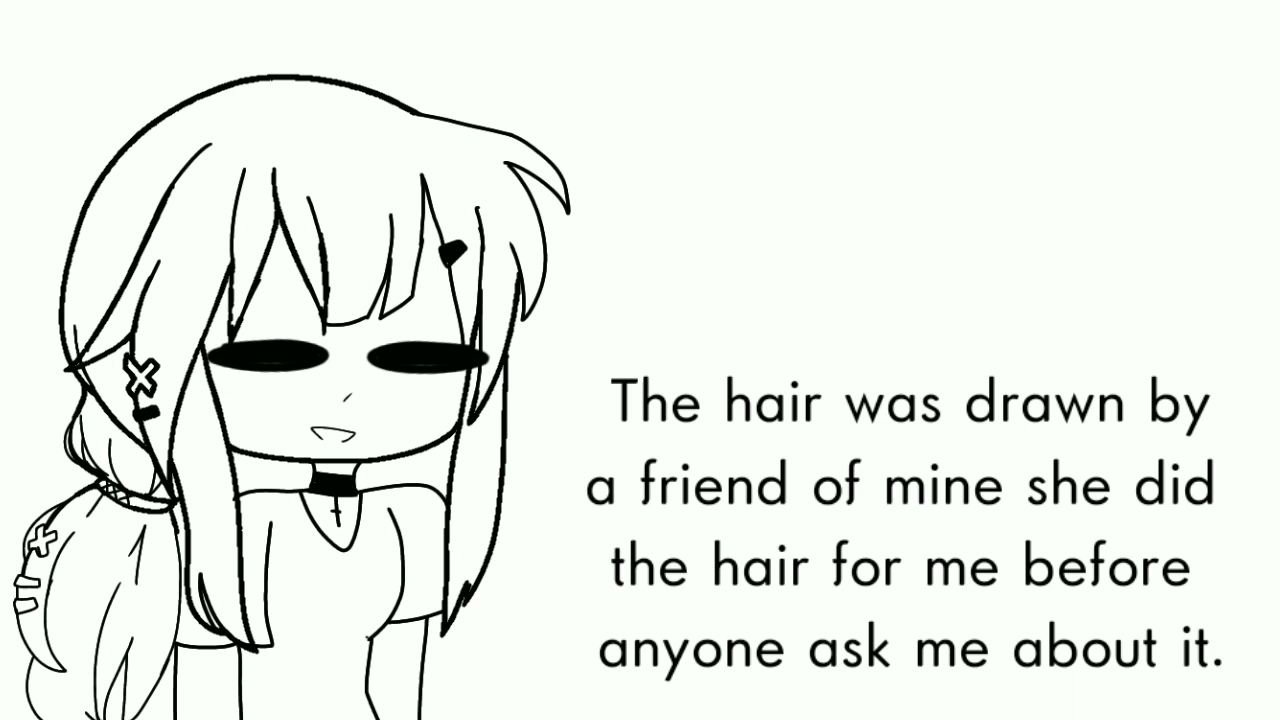 The hair was drawn by
a friend of mine she did
the hair for me before
anyone ask me about it.